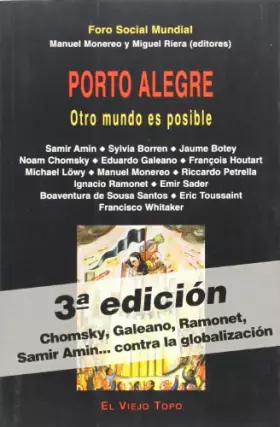 Foro Social Mundial
Manuel Monereo y Miguel Riera (editores)
PORTO ALEGRE
Otro mundo es posible
Samir Amin ◆ Sylvia Borren ◆ Jaume Botey
Noam Chomsky ◆ Eduardo Galeano ◆ François Houtart
Michael Löwy ◆ Manuel Monereo ◆ Riccardo Petrella
Ignacio Ramonet ◆ Emir Sader
Boaventura de Sousa Santos ◆ Eric Toussaint
Francisco Whitaker
3ª edición
Chomsky, Galeano, Ramonet,
Samir Amin... contra la globalización
EL VIEJO TOPO